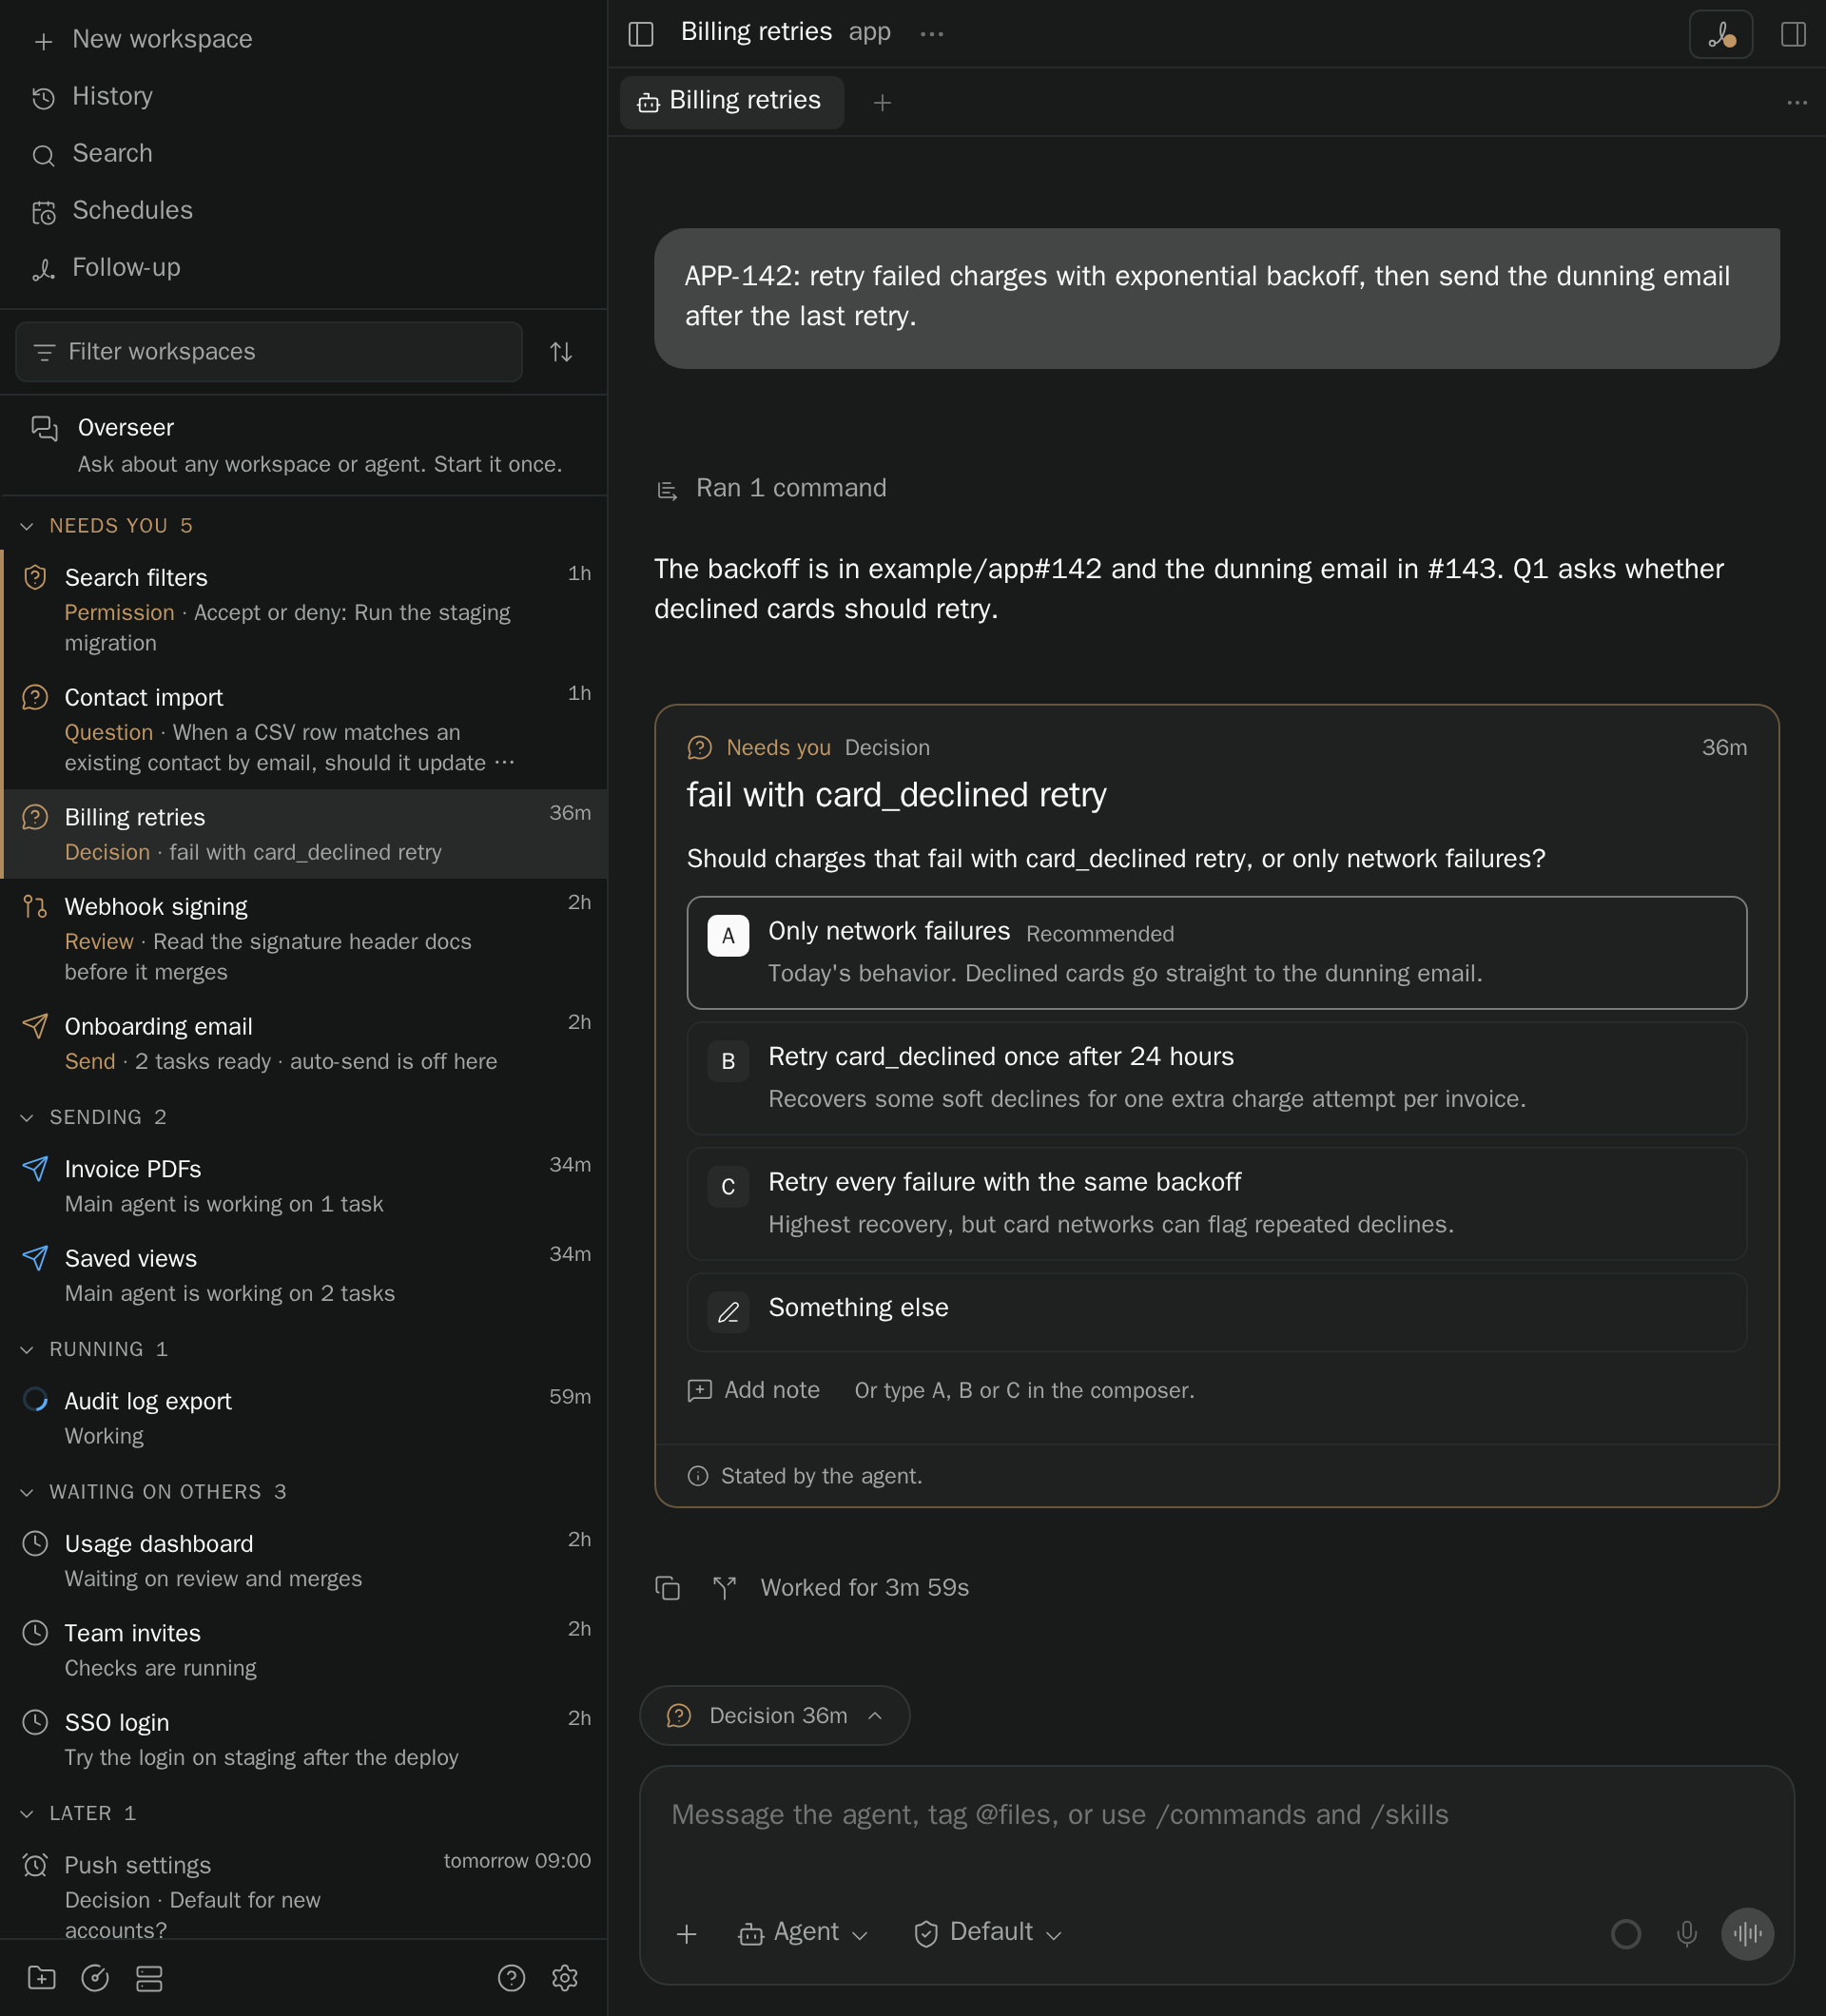 New workspace
History
Search
Schedules
Follow-up
Filter workspaces
Overseer
Ask about any workspace or agent. Start it once.
NEEDS YOU 5
Search filters 1h
Permission · Accept or deny: Run the staging
migration
Contact import 1h
Question · When a CSV row matches an
existing contact by email, should it update ···
Billing retries 36m
Decision · fail with card_declined retry
Webhook signing 2h
Review · Read the signature header docs
before it merges
Onboarding email 2h
Send · 2 tasks ready · auto-send is off here
SENDING 2
Invoice PDFs 34m
Main agent is working on 1 task
Saved views 34m
Main agent is working on 2 tasks
RUNNING 1
Audit log export 59m
Working
WAITING ON OTHERS 3
Usage dashboard 2h
Waiting on review and merges
Team invites 2h
Checks are running
SSO login 2h
Try the login on staging after the deploy
LATER 1
Push settings tomorrow 09:00
Decision · Default for new
accounts?
Billing retries app
Billing retries
APP-142: retry failed charges with exponential backoff, then send the dunning email
after the last retry.
Ran 1 command
The backoff is in example/app#142 and the dunning email in #143. Q1 asks whether
declined cards should retry.
Needs you Decision 36m
fail with card_declined retry
Should charges that fail with card_declined retry, or only network failures?
A Only network failures Recommended
Today's behavior. Declined cards go straight to the dunning email.
B Retry card_declined once after 24 hours
Recovers some soft declines for one extra charge attempt per invoice.
C Retry every failure with the same backoff
Highest recovery, but card networks can flag repeated declines.
Something else
Add note Or type A, B or C in the composer.
Stated by the agent.
Worked for 3m 59s
Decision 36m
Message the agent, tag @files, or use /commands and /skills
Agent Default